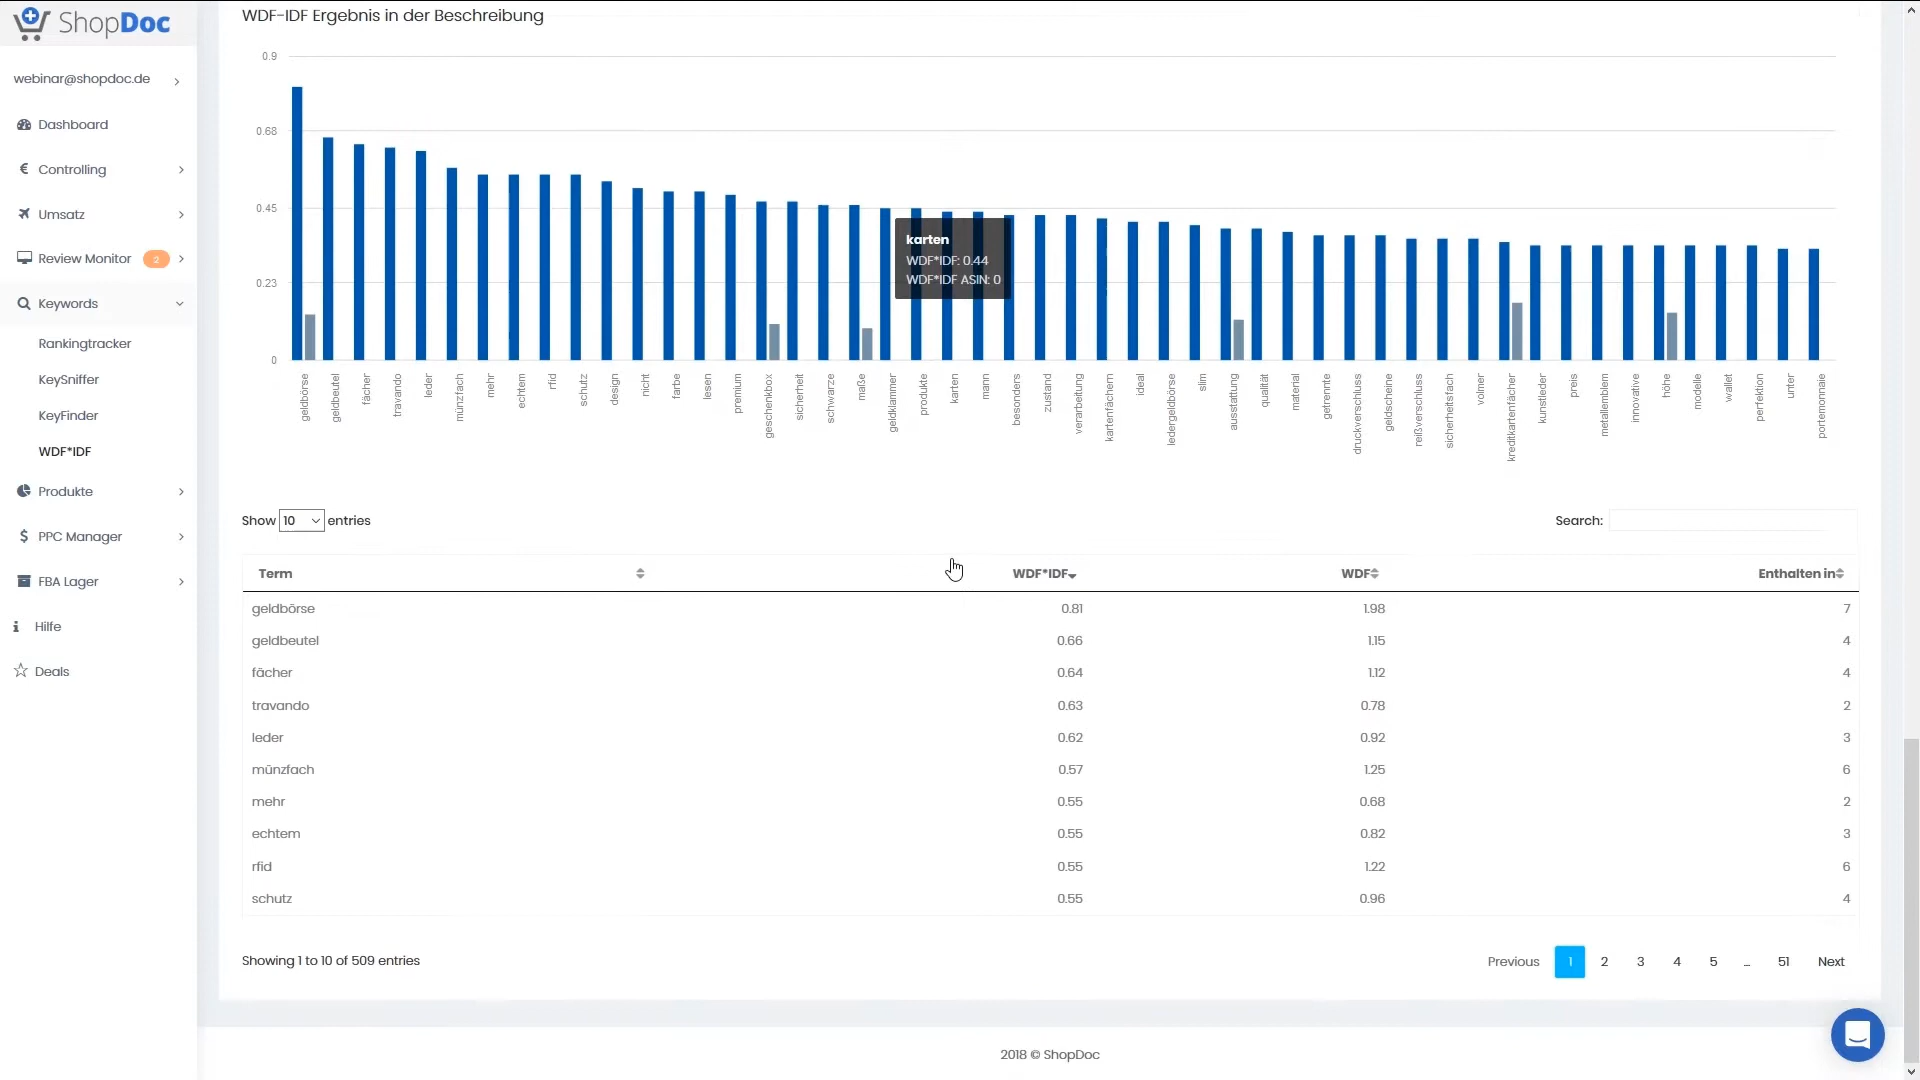 ShopDoc
webinar@shopdoc.de
Dashboard
Controlling
Umsatz
Review Monitor 2
Keywords
Rankingtracker
KeySniffer
KeyFinder
WDF*IDF
Produkte
PPC Manager
FBA Lager
Hilfe
Deals
WDF-IDF Ergebnis in der Beschreibung
0.9
0.68
0.45
0.23
0
karten
WDF*IDF: 0.44
WDF*IDF ASIN: 0
geldbörse
geldbeutel
fächer
travando
leder
münzfach
mehr
echtem
rfid
schutz
design
nicht
farbe
lesen
premium
geschenkbox
sicherheit
schwarze
maße
geldklammer
produkte
karten
mann
besonders
zustand
verarbeitung
kartenfächern
ideal
ledergeldbörse
slim
ausstattung
qualität
material
getrennte
druckverschluss
geldscheine
reißverschluss
sicherheitsfach
volmer
kreditkartenfächer
kunstleder
preis
metallemblem
innovative
höhe
modelle
wallet
perfektion
unter
portemonnaie
Show 10 entries
Search:
Term WDF*IDF WDF Enthalten in
geldbörse 0.81 1.98 7
geldbeutel 0.66 1.15 4
fächer 0.64 1.12 4
travando 0.63 0.78 2
leder 0.62 0.92 3
münzfach 0.57 1.25 6
mehr 0.55 0.68 2
echtem 0.55 0.82 3
rfid 0.55 1.22 6
schutz 0.55 0.96 4
Showing 1 to 10 of 509 entries
Previous 1 2 3 4 5 … 51 Next
2018 © ShopDoc